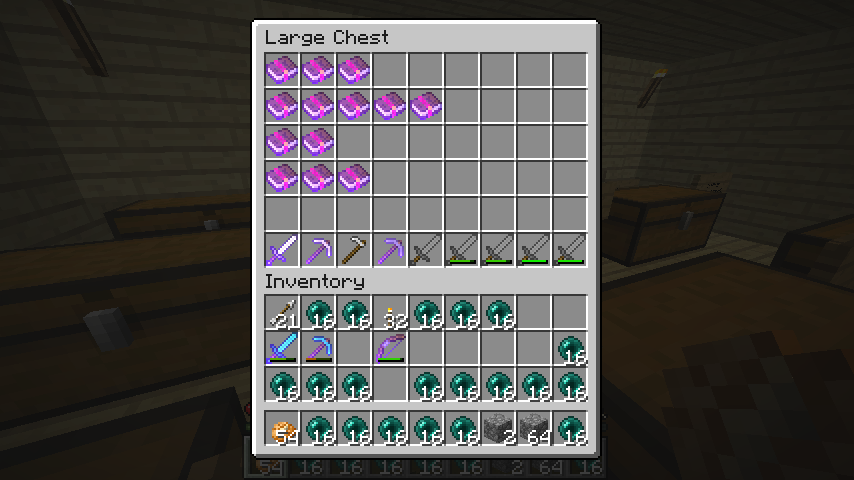 Large Chest
Inventory
21 16 16 32 16 16 16
16
16 16 16 16 16 16 16 16
54 16 16 16 16 16 2 64 16
54 16 16 16 16 16 2 64 16